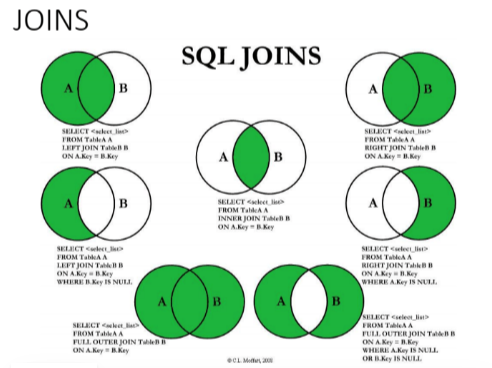 JOINS
SQL JOINS
A B
SELECT <select_list>
FROM TableA A
LEFT JOIN TableB B
ON A.Key = B.Key
A B
SELECT <select_list>
FROM TableA A
RIGHT JOIN TableB B
ON A.Key = B.Key
A B
SELECT <select_list>
FROM TableA A
INNER JOIN TableB B
ON A.Key = B.Key
A B
SELECT <select_list>
FROM TableA A
LEFT JOIN TableB B
ON A.Key = B.Key
WHERE B.Key IS NULL
A B
SELECT <select_list>
FROM TableA A
RIGHT JOIN TableB B
ON A.Key = B.Key
WHERE A.Key IS NULL
A B
SELECT <select_list>
FROM TableA A
FULL OUTER JOIN TableB B
ON A.Key = B.Key
A B
SELECT <select_list>
FROM TableA A
FULL OUTER JOIN TableB B
ON A.Key = B.Key
WHERE A.Key IS NULL
OR B.Key IS NULL
© C.L. Moffatt, 2008